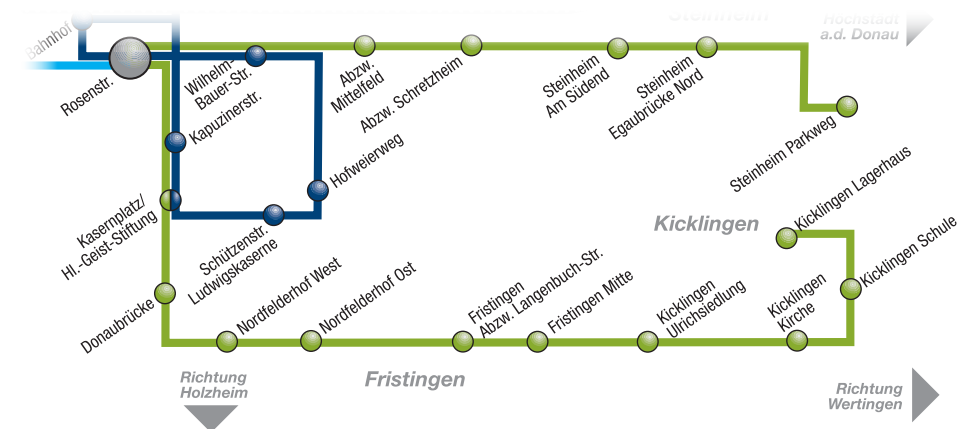 Steinheim
Höchstädt
a.d. Donau
Bahnhof
Rosenstr.
Wilhelm-
Bauer-Str.
Kapuzinerstr.
Abzw.
Mittelfeld
Abzw. Schretzheim
Steinheim
Am Südend
Steinheim
Egaubrücke Nord
Steinheim Parkweg
Hofweierweg
Kasernplatz/
Hl.-Geist-Stiftung
Schützenstr.
Ludwigskaserne
Kicklingen
Kicklingen Lagerhaus
Kicklingen Schule
Donaubrücke
Nordfelderhof West
Nordfelderhof Ost
Fristingen
Abzw. Langenbuch-Str.
Fristingen Mitte
Kicklingen
Ulrichsiedlung
Kicklingen
Kirche
Richtung
Holzheim
Fristingen
Richtung
Wertingen